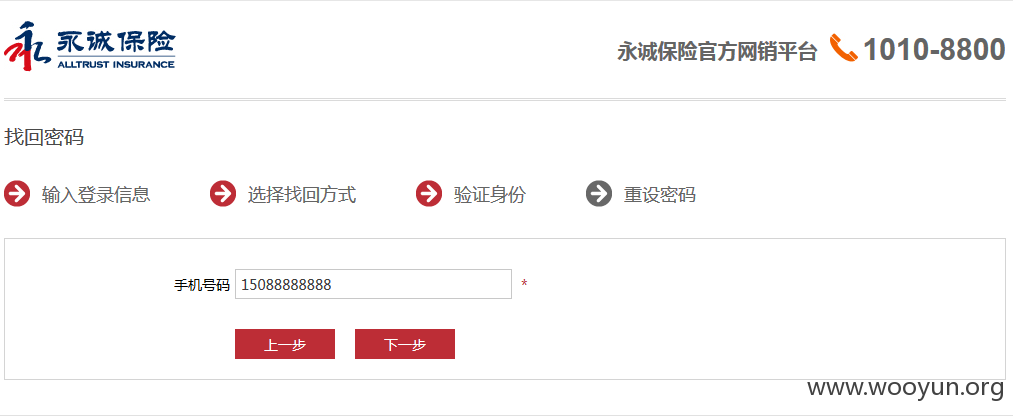 永诚保险
ALLTRUST INSURANCE
永诚保险官方网销平台 1010-8800
找回密码
输入登录信息 选择找回方式 验证身份 重设密码
手机号码 15088888888 *
上一步 下一步
www.wooyun.org